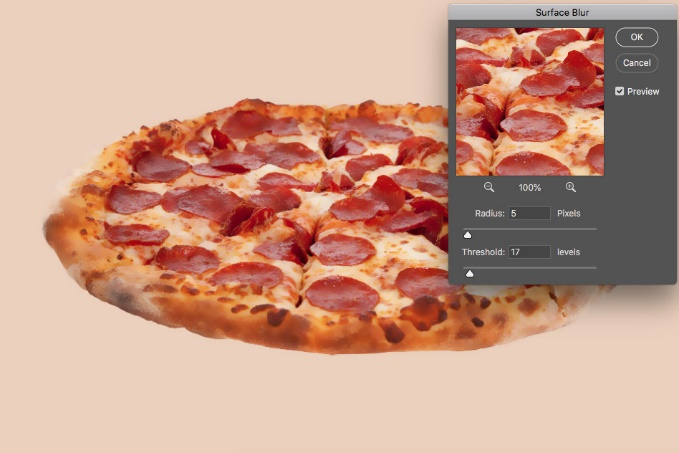 Surface Blur
OK
Cancel
Preview
100%
Radius: 5 Pixels
Threshold: 17 levels